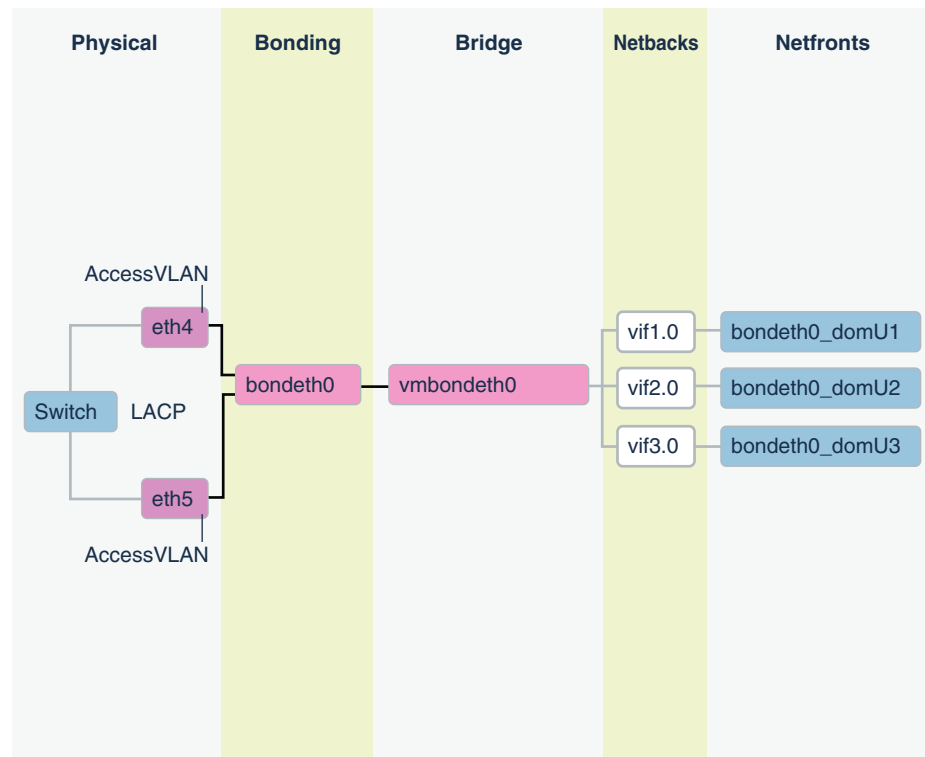 Physical
Bonding
Bridge
Netbacks
Netfronts
AccessVLAN
eth4
vif1.0
bondeth0_domU1
bondeth0
vmbondeth0
vif2.0
bondeth0_domU2
Switch
LACP
vif3.0
bondeth0_domU3
eth5
AccessVLAN